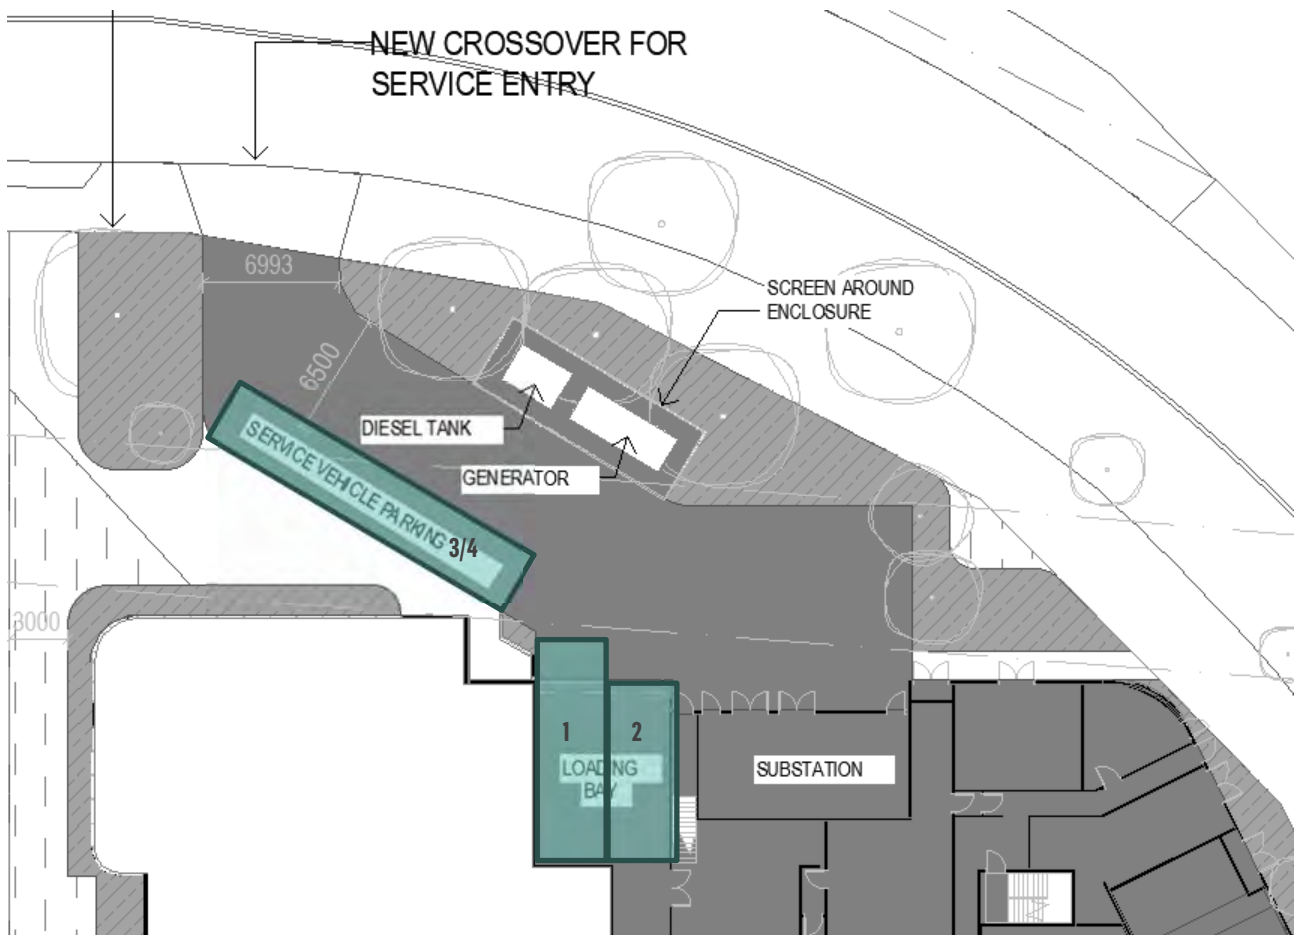 NEW CROSSOVER FOR
SERVICE ENTRY
6993
SCREEN AROUND
ENCLOSURE
6500
DIESEL TANK
GENERATOR
SERVICE VEHICLE PARKING
3/4
3000
1
2
LOADING
BAY
SUBSTATION